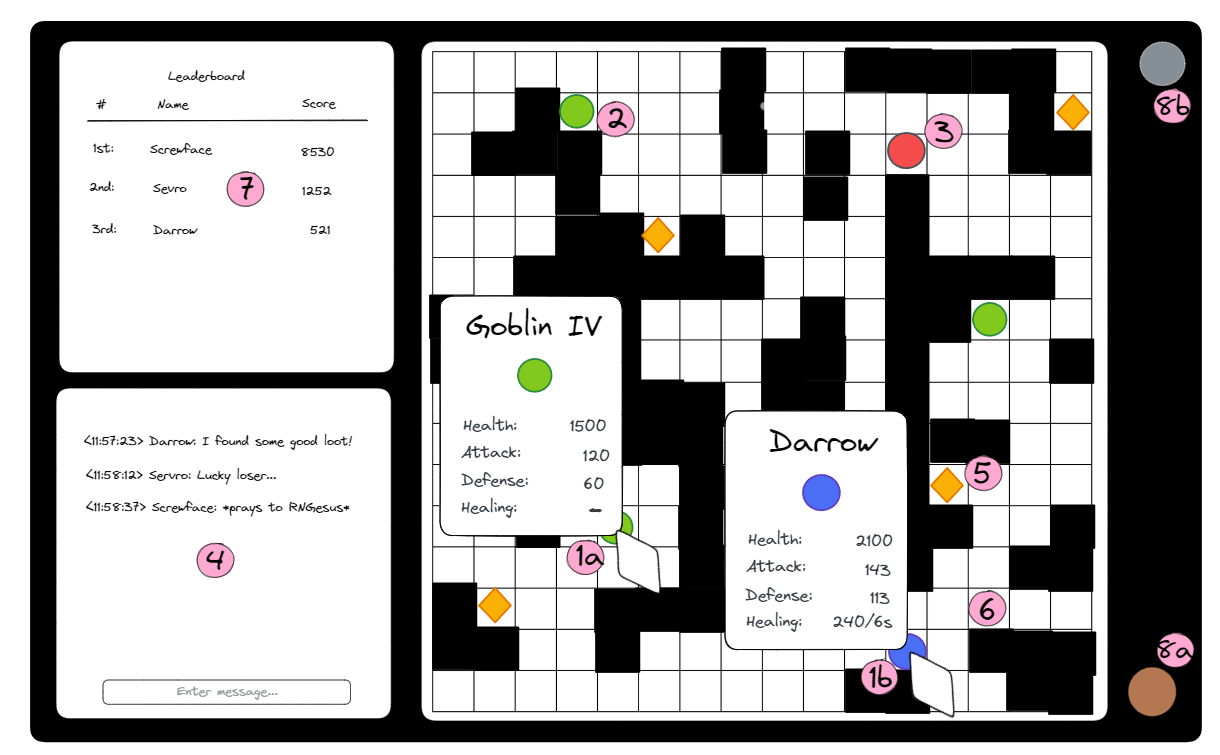 Leaderboard
# Name Score
1st: Screwface 8530
2nd: Sevro 1252
3rd: Darrow 521
7
<11:57:23> Darrow: I found some good loot!
<11:58:12> Servro: Lucky loser...
<11:58:37> Screwface: *prays to RNGesus*
4
Enter message...
2
3
Goblin IV
Health: 1500
Attack: 120
Defense: 60
Healing: –
1a
Darrow
Health: 2100
Attack: 143
Defense: 113
Healing: 240/6s
1b
5
6
8b
8a